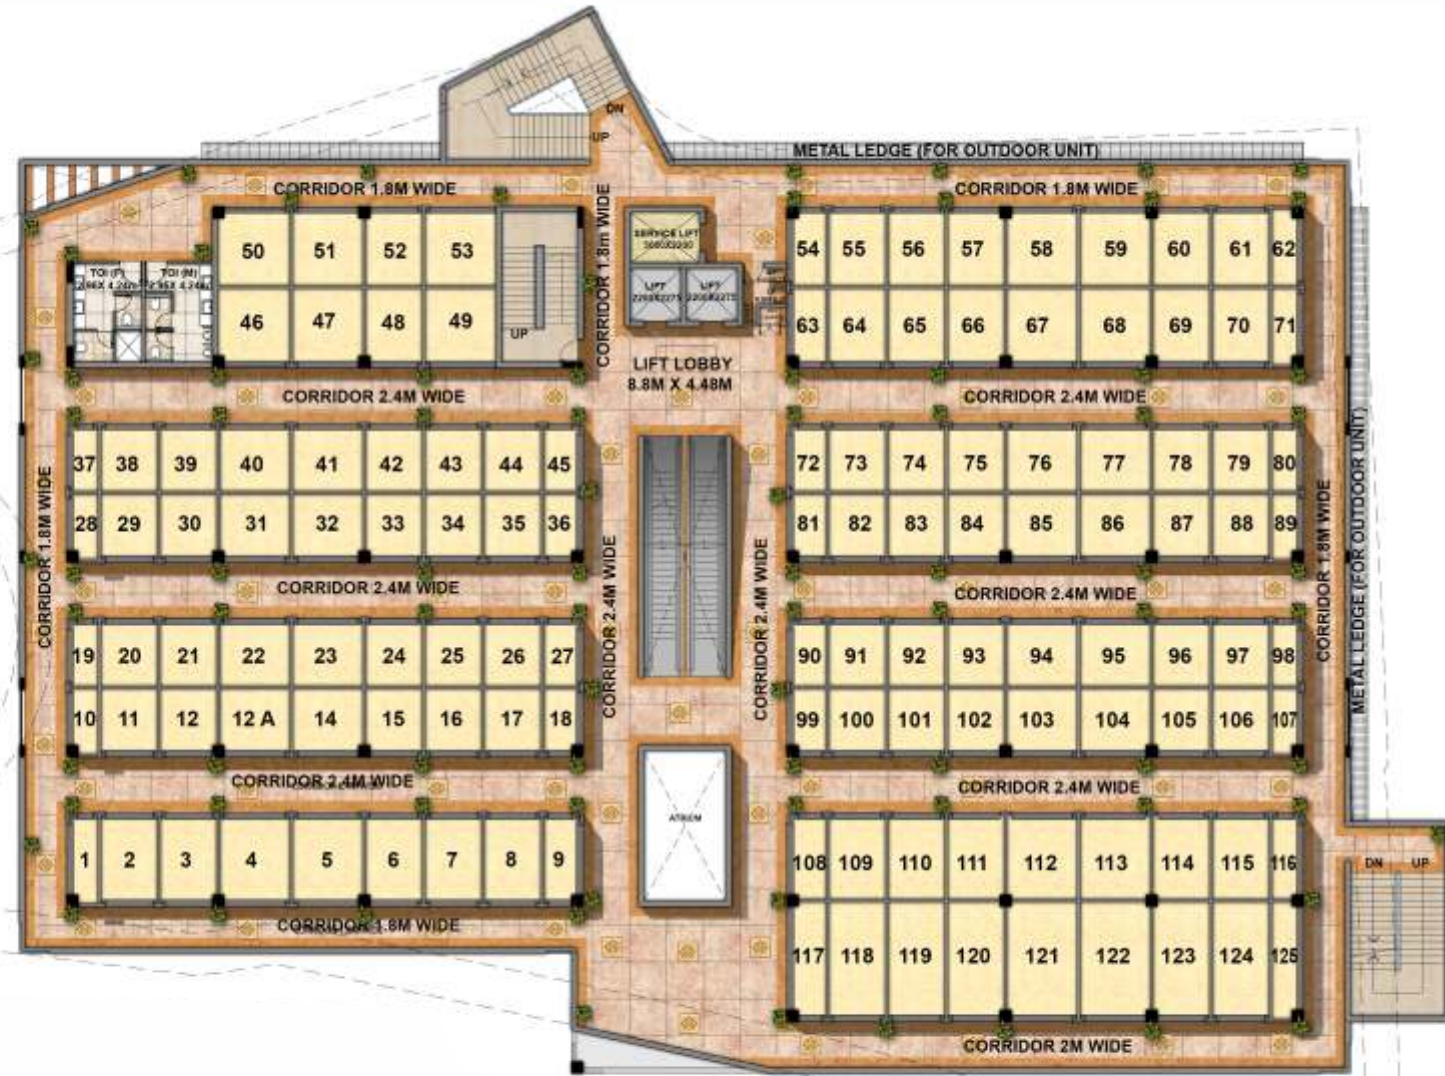 DN
UP
METAL LEDGE (FOR OUTDOOR UNIT)
CORRIDOR 1.8M WIDE
CORRIDOR 1.8M WIDE
CORRIDOR 1.8m WIDE
SERVICE LIFT
50 51 52 53
54 55 56 57 58 59 60 61 62
TOI (F) TOI (M)
LIFT LIFT
46 47 48 49
UP
63 64 65 66 67 68 69 70 71
LIFT LOBBY
8.8M X 4.48M
CORRIDOR 2.4M WIDE
CORRIDOR 2.4M WIDE
37 38 39 40 41 42 43 44 45
72 73 74 75 76 77 78 79 80
28 29 30 31 32 33 34 35 36
81 82 83 84 85 86 87 88 89
CORRIDOR 1.8M WIDE
CORRIDOR 2.4M WIDE
CORRIDOR 2.4M WIDE
CORRIDOR 1.8M WIDE
METAL LEDGE (FOR OUTDOOR UNIT)
CORRIDOR 2.4M WIDE
CORRIDOR 2.4M WIDE
19 20 21 22 23 24 25 26 27
90 91 92 93 94 95 96 97 98
10 11 12 12 A 14 15 16 17 18
99 100 101 102 103 104 105 106 107
CORRIDOR 2.4M WIDE
CORRIDOR 2.4M WIDE
ATRIUM
1 2 3 4 5 6 7 8 9
108 109 110 111 112 113 114 115 116
DN UP
CORRIDOR 1.8M WIDE
117 118 119 120 121 122 123 124 125
CORRIDOR 2M WIDE